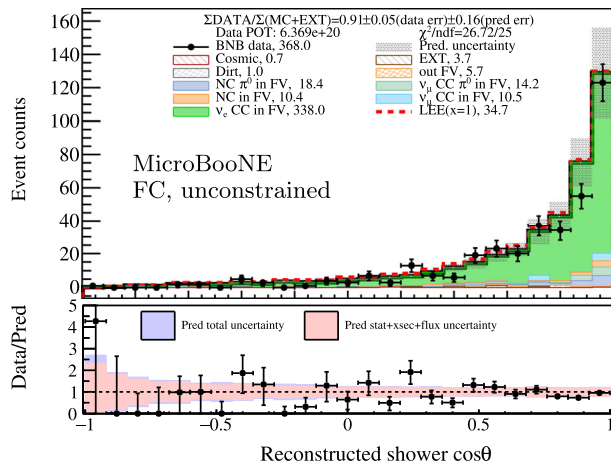 ΣDATA/Σ(MC+EXT)=0.91±0.05(data err)±0.16(pred err)
Data POT: 6.369e+20 χ²/ndf=26.72/25
BNB data, 368.0 Pred. uncertainty
Cosmic, 0.7 EXT, 3.7
Dirt, 1.0 out FV, 5.7
NC π⁰ in FV, 18.4 ν_μ CC π⁰ in FV, 14.2
NC in FV, 10.4 ν_μ CC in FV, 10.5
ν_e CC in FV, 338.0 LEE(x=1), 34.7
MicroBooNE
FC, unconstrained
Event counts
160
140
120
100
80
60
40
20
0
Pred total uncertainty Pred stat+xsec+flux uncertainty
Data/Pred
5
4
3
2
1
0
−1 −0.5 0 0.5 1
Reconstructed shower cosθ